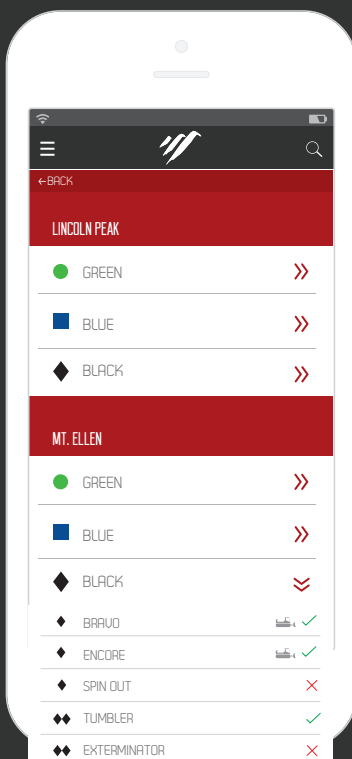 ←BACK
LINCOLN PEAK
GREEN
BLUE
BLACK
MT. ELLEN
GREEN
BLUE
BLACK
BRAVO
ENCORE
SPIN OUT
TUMBLER
EXTERMINATOR